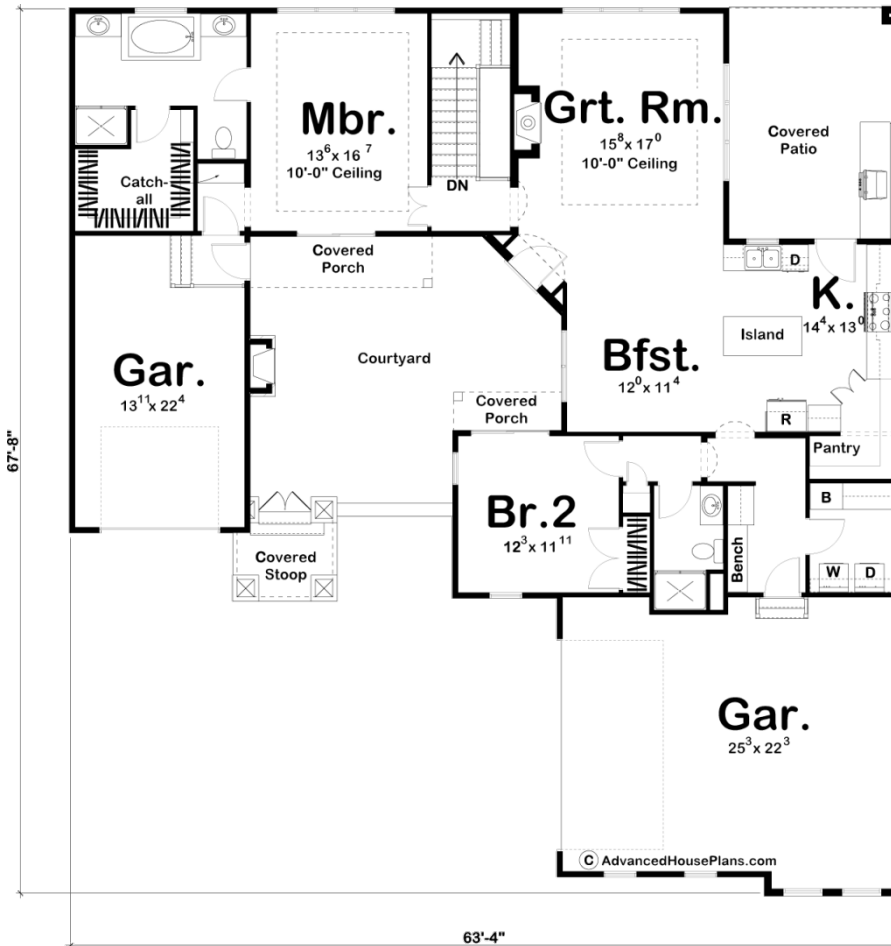 Mbr.
13⁶ x 16⁷
10'-0" Ceiling
DN
Grt. Rm.
15⁸ x 17⁰
10'-0" Ceiling
Covered
Patio
Catch-
all
Covered
Porch
D
K.
14⁴ x 13⁰
Island
Gar.
13¹¹ x 22⁴
Courtyard
Bfst.
12⁰ x 11⁴
Covered
Porch
R
Pantry
67'-8"
Br.2
12³ x 11¹¹
Bench
B
W
D
Covered
Stoop
Gar.
25³ x 22³
C AdvancedHousePlans.com
63'-4"